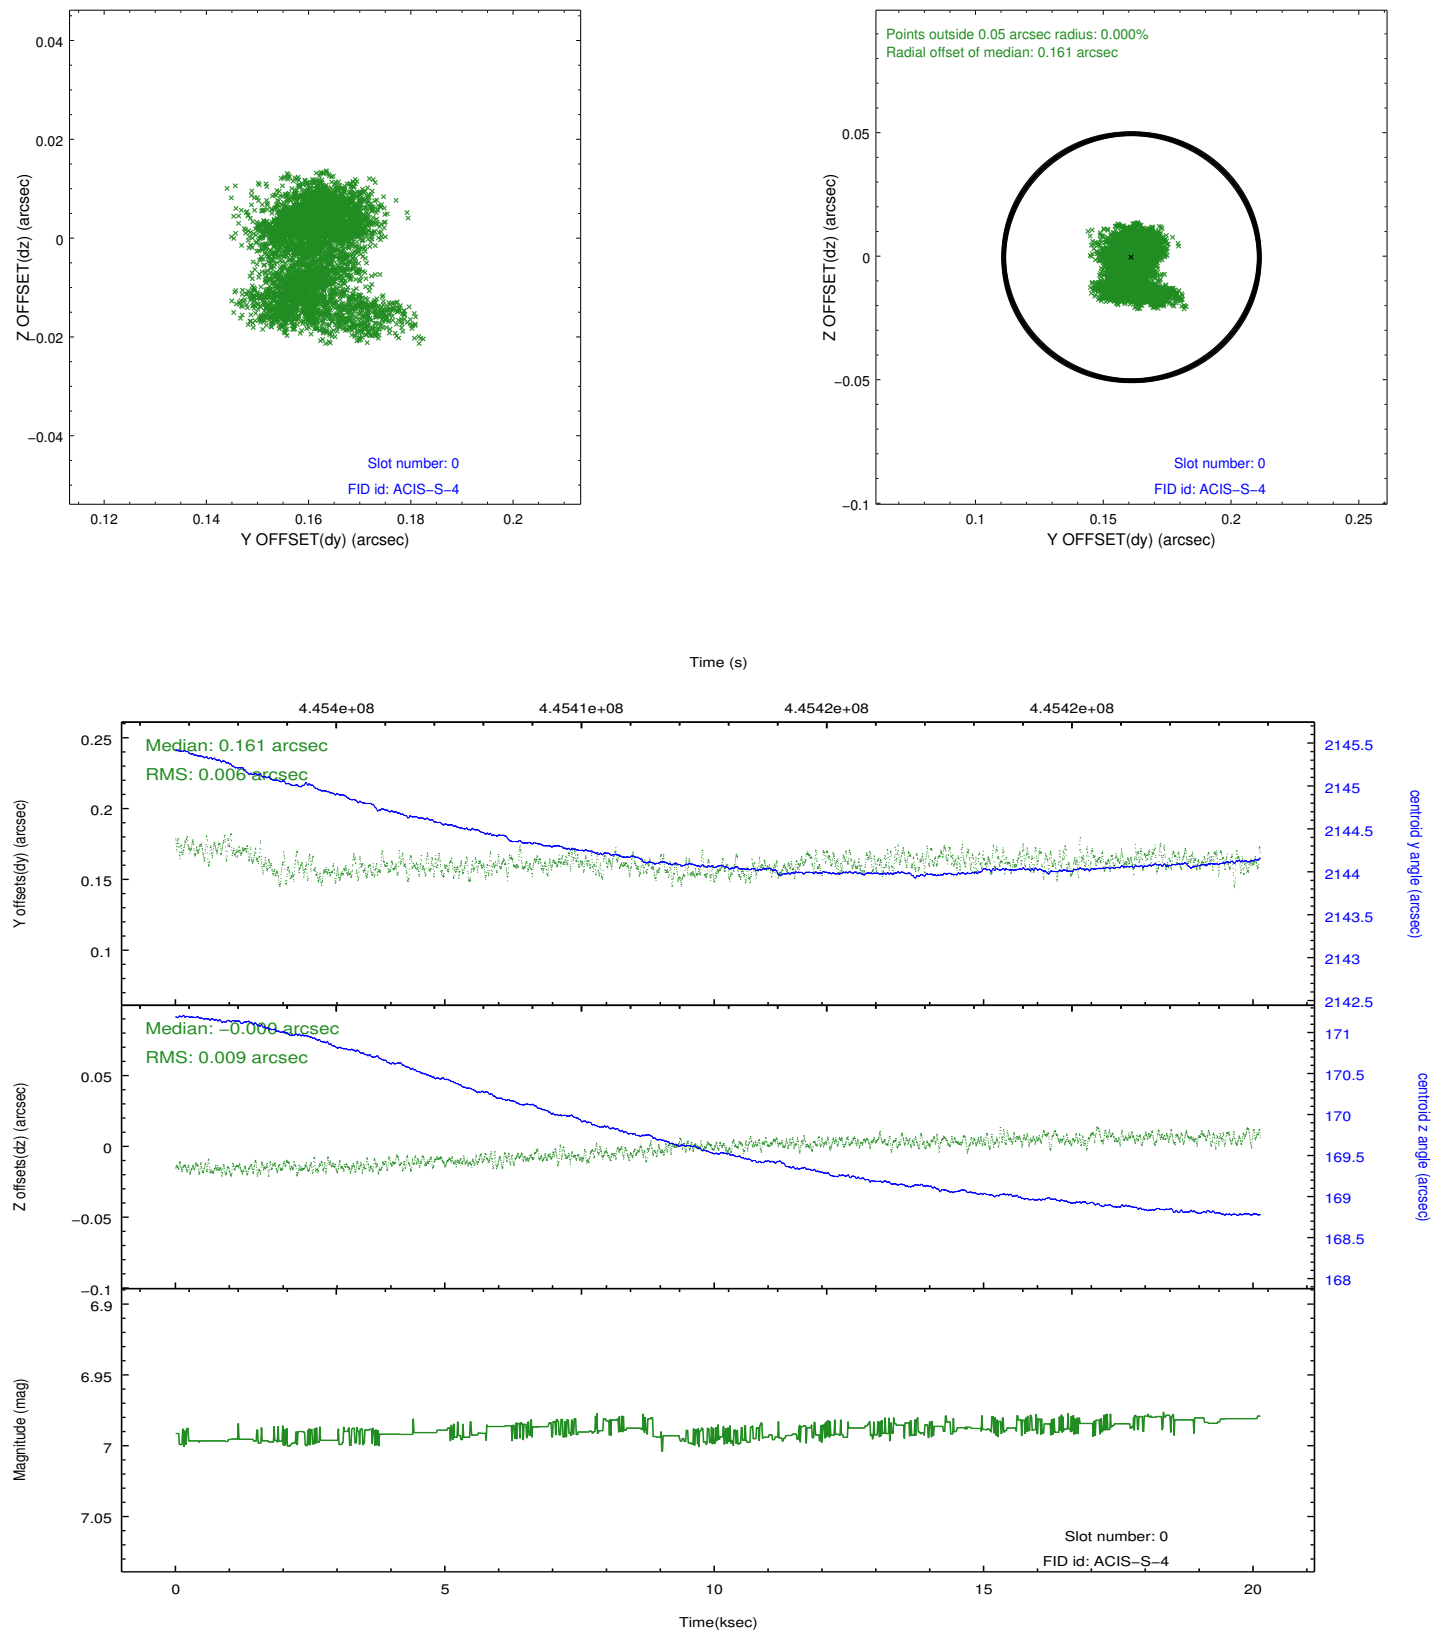 0.04
0.02
0
−0.02
−0.04
Z OFFSET(dz) (arcsec)
Slot number: 0
FID id: ACIS−S−4
0.12 0.14 0.16 0.18 0.2
Y OFFSET(dy) (arcsec)
Points outside 0.05 arcsec radius: 0.000%
Radial offset of median: 0.161 arcsec
0.05
0
−0.05
−0.1
Z OFFSET(dz) (arcsec)
Slot number: 0
FID id: ACIS−S−4
0.1 0.15 0.2 0.25
Y OFFSET(dy) (arcsec)
Time (s)
4.454e+08 4.4541e+08 4.4542e+08 4.4542e+08
Median: 0.161 arcsec
RMS: 0.006 arcsec
0.25
0.2
0.15
0.1
Y offsets(dy) (arcsec)
2145.5
2145
2144.5
2144
2143.5
2143
2142.5
centroid y angle (arcsec)
Median: −0.000 arcsec
RMS: 0.009 arcsec
0.05
0
−0.05
−0.1
Z offsets(dz) (arcsec)
171
170.5
170
169.5
169
168.5
168
centroid z angle (arcsec)
6.9
6.95
7
7.05
Magnitude (mag)
Slot number: 0
FID id: ACIS−S−4
0 5 10 15 20
Time(ksec)